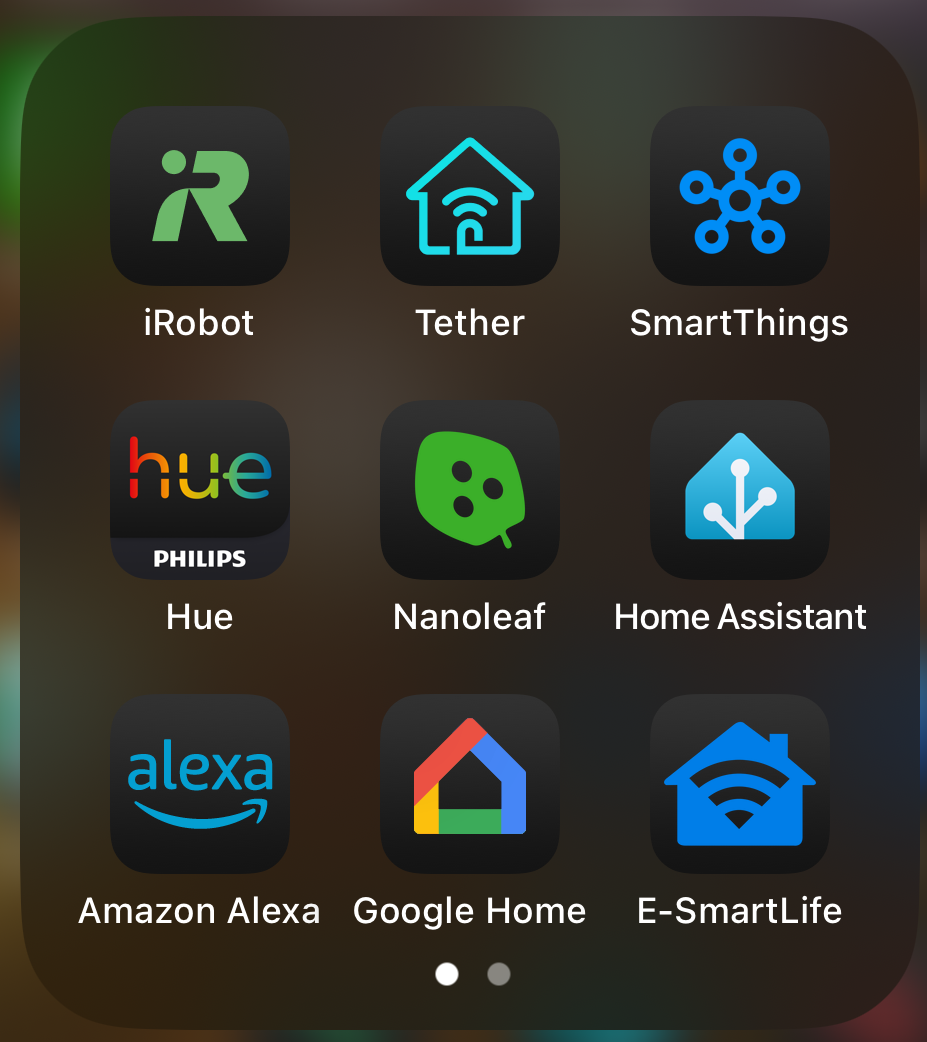 iRobot
Tether
SmartThings
hue
PHILIPS
Hue
Nanoleaf
Home Assistant
alexa
Amazon Alexa
Google Home
E-SmartLife